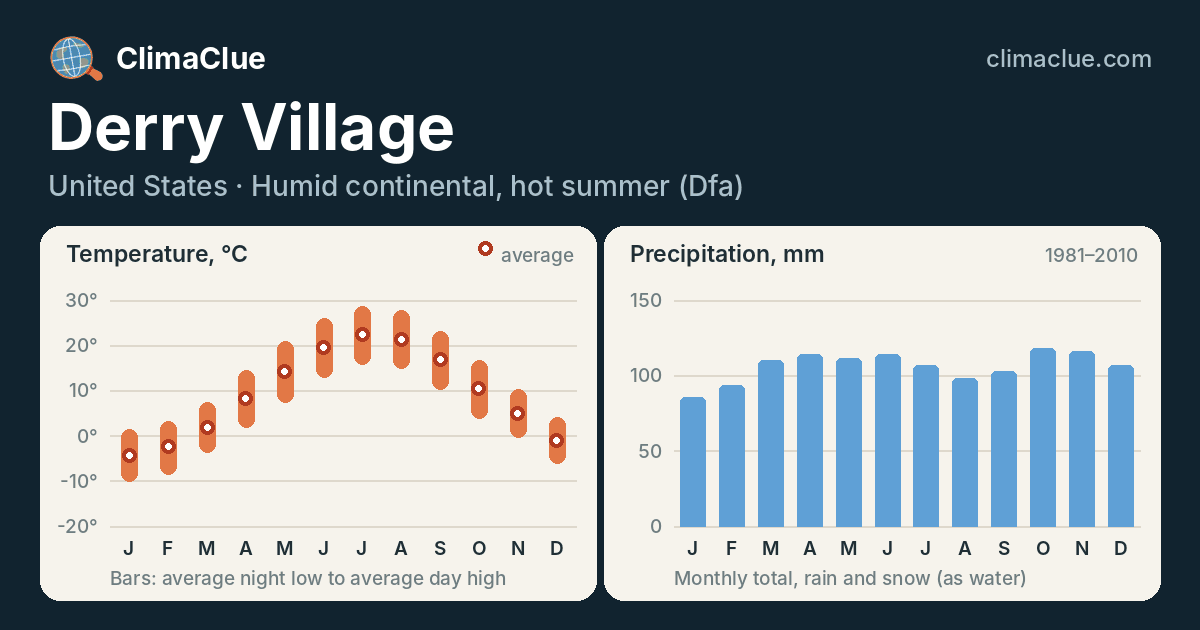 ClimaClue
climaclue.com
Derry Village
United States · Humid continental, hot summer (Dfa)
Temperature, °C
average
30°
20°
10°
0°
-10°
-20°
J F M A M J J A S O N D
Bars: average night low to average day high
Precipitation, mm
1981–2010
150
100
50
0
J F M A M J J A S O N D
Monthly total, rain and snow (as water)